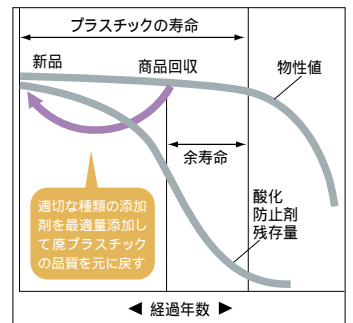 プラスチックの寿命
新品
商品回収
物性値
余寿命
適切な種類の添加
剤を最適量添加し
て廃プラスチック
の品質を元に戻す
酸化
防止剤
残存量
◀ 経過年数 ▶